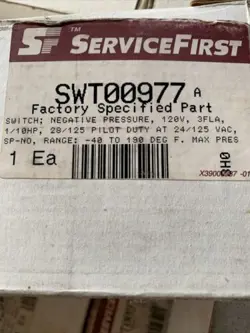 ™
SERVICEFIRST
SWT00977 A
Factory Specified Part
SWITCH; NEGATIVE PRESSURE, 120V, 3FLA,
1/10HP, 28/125 PILOT DUTY AT 24/125 VAC,
SP-NO, RANGE: -40 TO 190 DEG F. MAX PRES
1 Ea